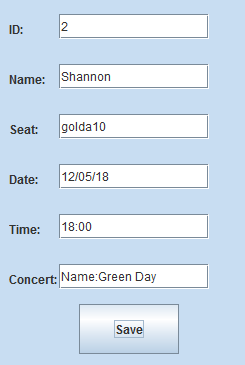 ID: 2
Name: Shannon
Seat: golda10
Date: 12/05/18
Time: 18:00
Concert: Name:Green Day
Save